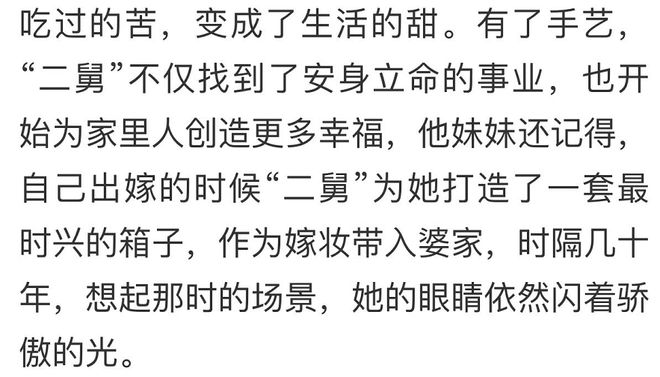 吃过的苦，变成了生活的甜。有了手艺，
“二舅”不仅找到了安身立命的事业，也开
始为家里人创造更多幸福，他妹妹还记得，
自己出嫁的时候“二舅”为她打造了一套最
时兴的箱子，作为嫁妆带入婆家，时隔几十
年，想起那时的场景，她的眼睛依然闪着骄
傲的光。